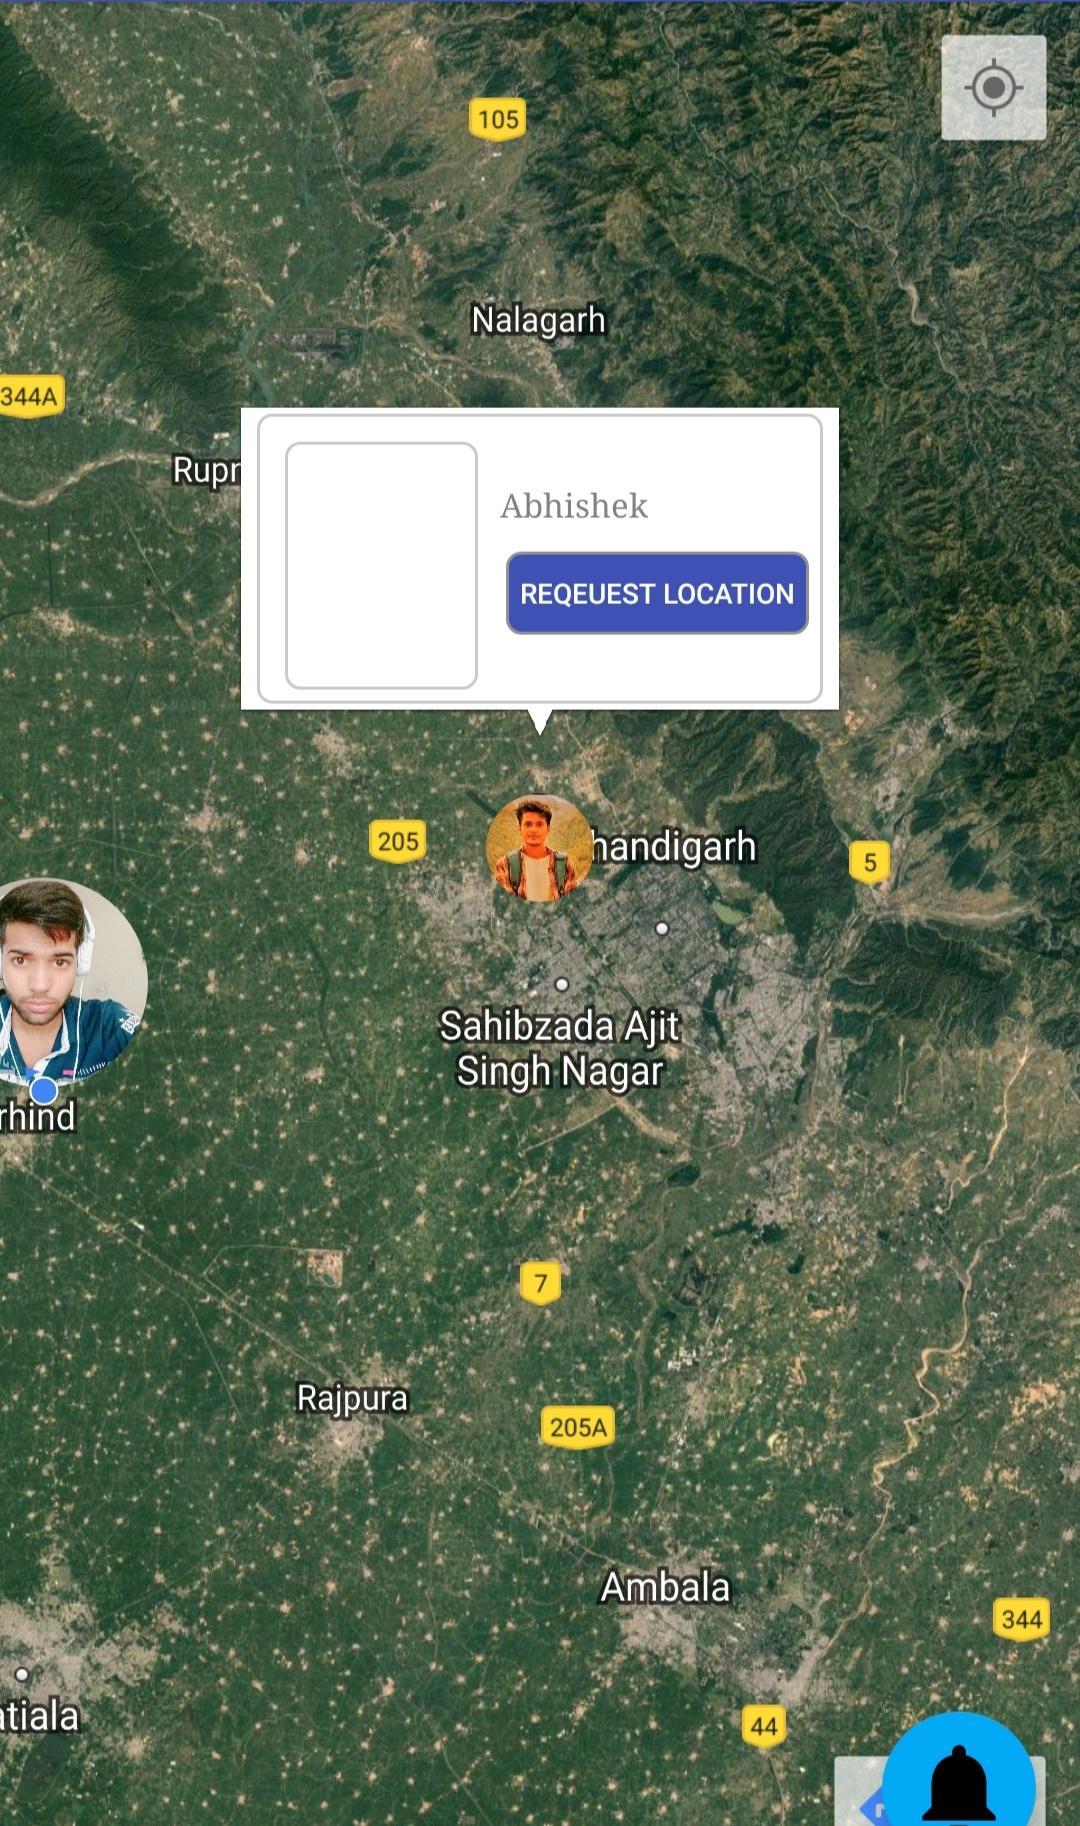 105
Nalagarh
344A
Rupr
Abhishek
REQEUEST LOCATION
205
handigarh
5
Sahibzada Ajit
Singh Nagar
rhind
7
Rajpura
205A
Ambala
344
atiala
44